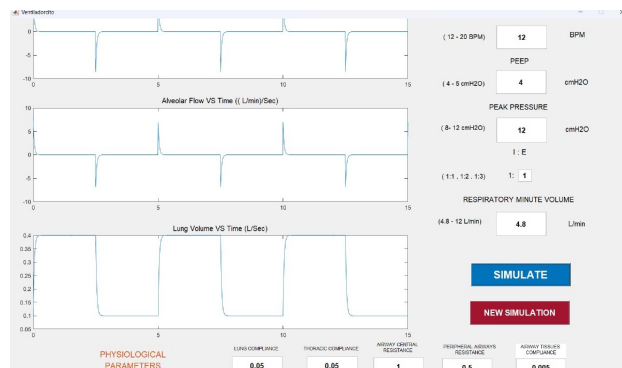 Ventiladorcito
0
-5
-10
0
5
10
15
( 12 - 20 BPM)
12
BPM
PEEP
( 4 - 5 cmH2O)
4
cmH2O
Alveolar Flow VS Time (( L/min)/Sec)
10
5
0
-5
-10
0
5
10
15
PEAK PRESSURE
( 8- 12 cmH2O)
12
cmH2O
I : E
( 1:1 , 1:2 . 1:3)
1:
1
RESPIRATORY MINUTE VOLUME
(4.8 - 12 L/min)
4.8
L/min
Lung Volume VS Time (L/Sec)
0.4
0.35
0.3
0.25
0.2
0.15
0.1
0.05
0
5
10
15
SIMULATE
NEW SIMULATION
PHYSIOLOGICAL
PARAMETERS
LUNG COMPLIANCE
0.05
THORACIC COMPLIANCE
0.05
AIRWAY CENTRAL
RESISTANCE
1
PERIPHERAL AIRWAYS
RESISTANCE
0.5
AIRWAY TISSUES
COMPLIANCE
0.005